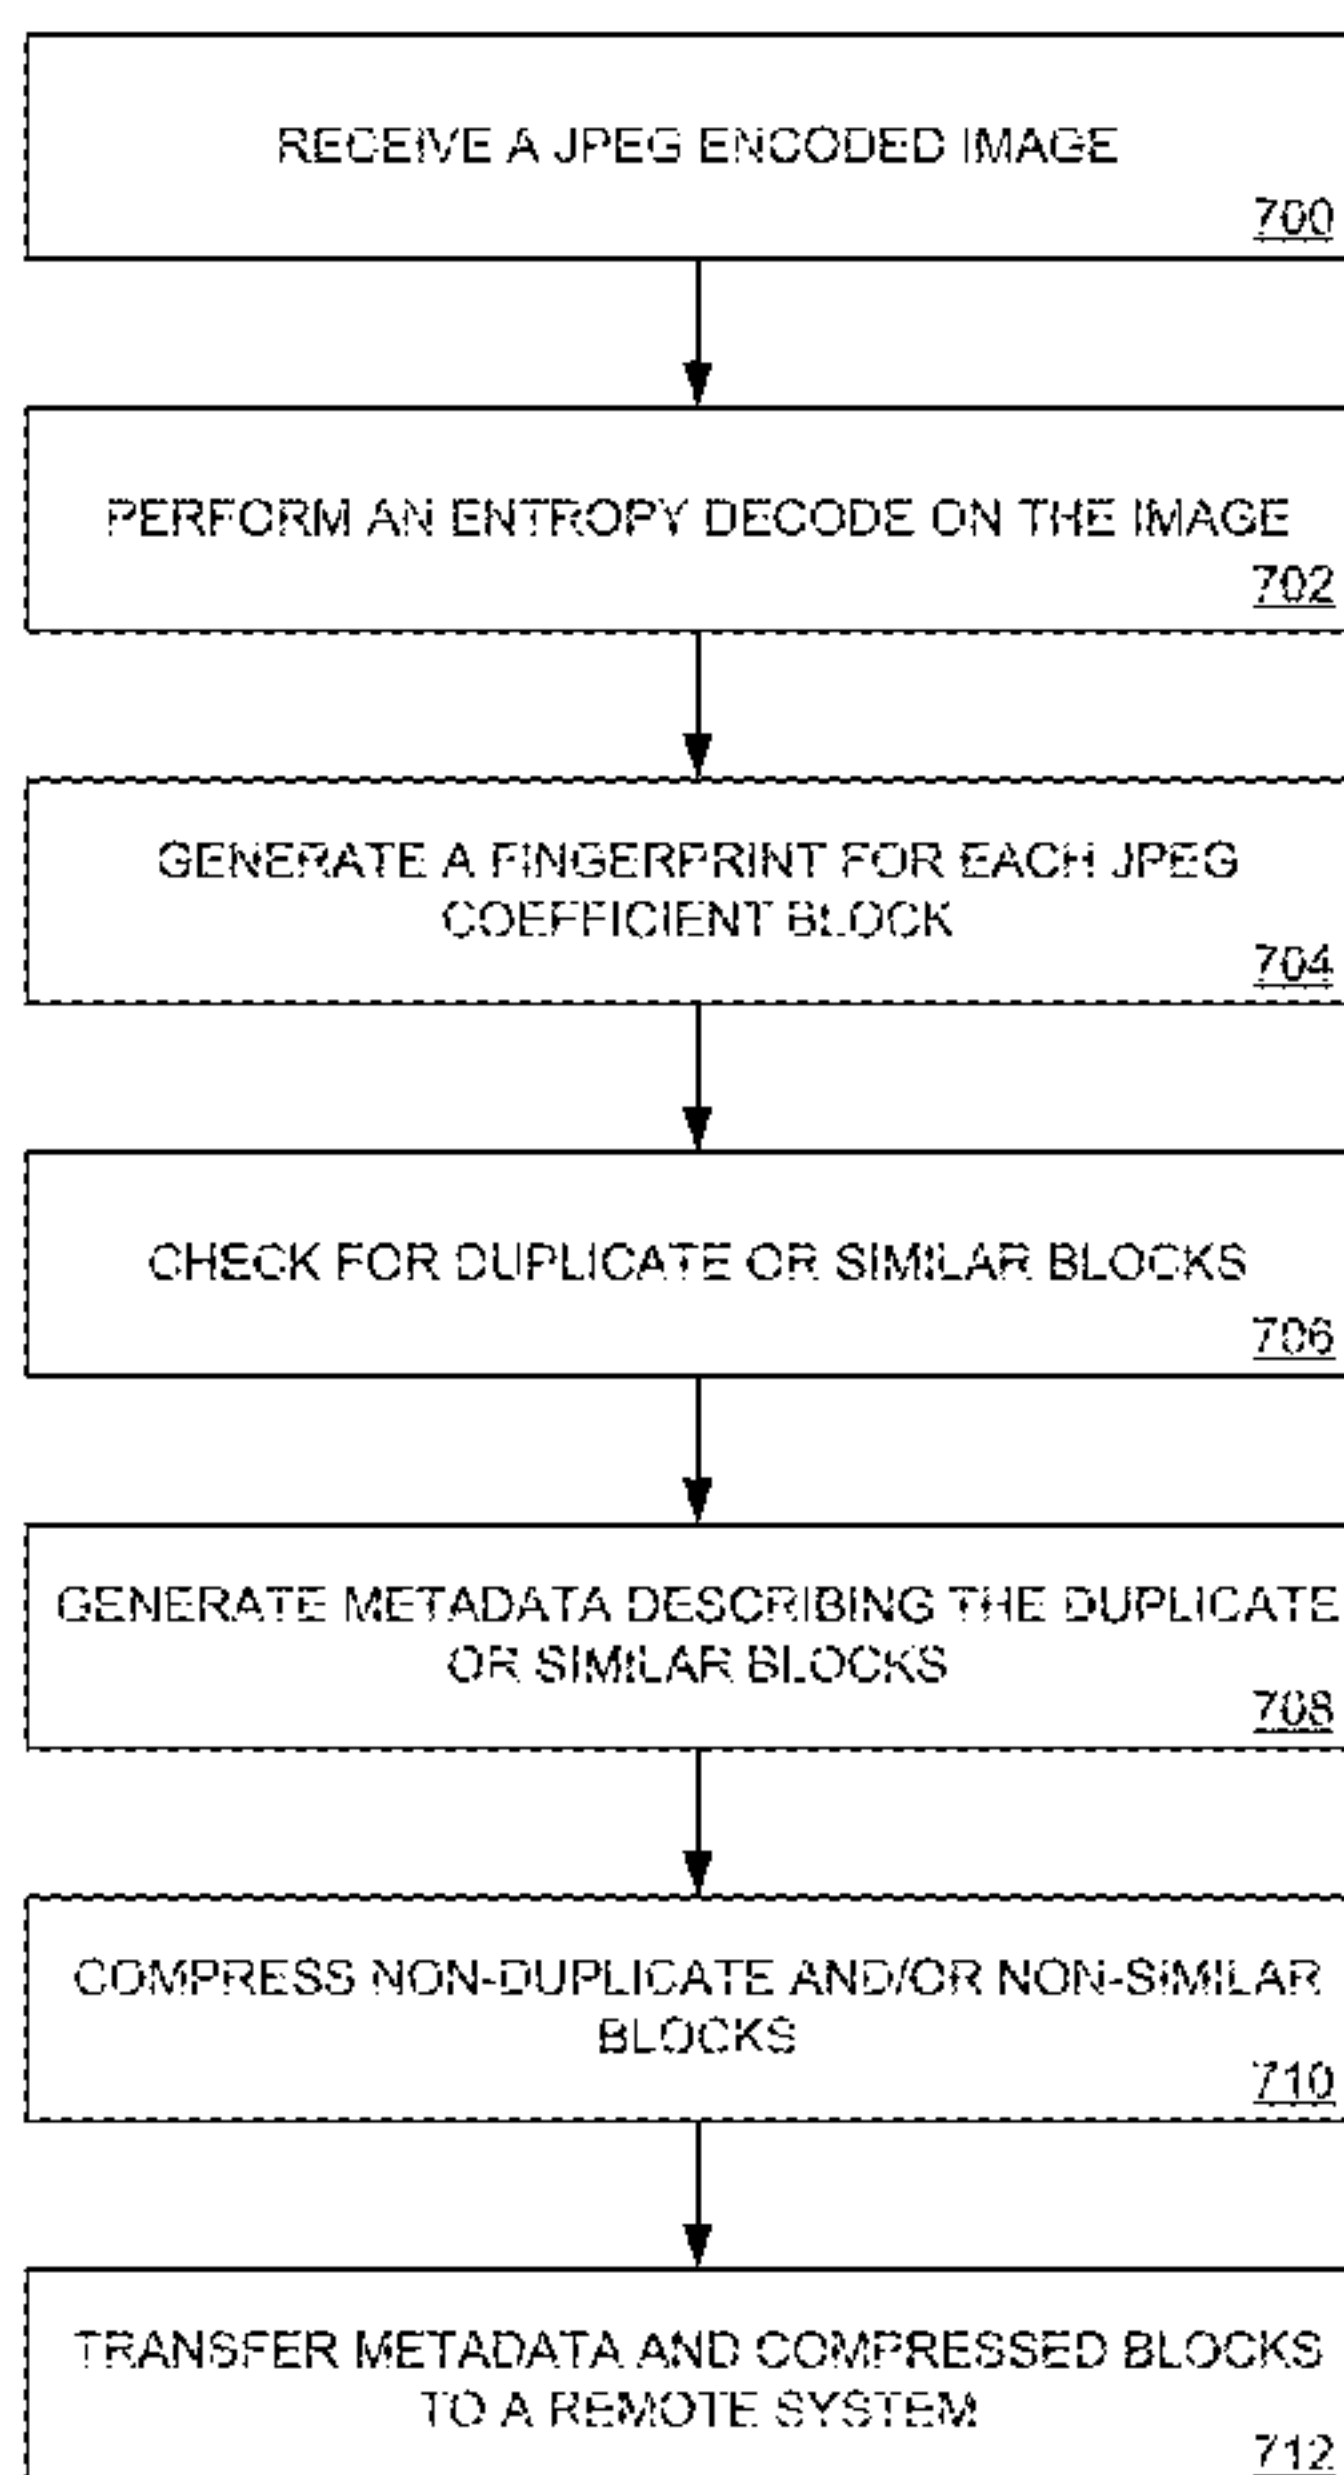 RECEIVE A JPEG ENCODED IMAGE
700
PERFORM AN ENTROPY DECODE ON THE IMAGE
702
GENERATE A FINGERPRINT FOR EACH JPEG
COEFFICIENT BLOCK
704
CHECK FOR DUPLICATE OR SIMILAR BLOCKS
706
GENERATE METADATA DESCRIBING THE DUPLICATE
OR SIMILAR BLOCKS
708
COMPRESS NON-DUPLICATE AND/OR NON-SIMILAR
BLOCKS
710
TRANSFER METADATA AND COMPRESSED BLOCKS
TO A REMOTE SYSTEM
712